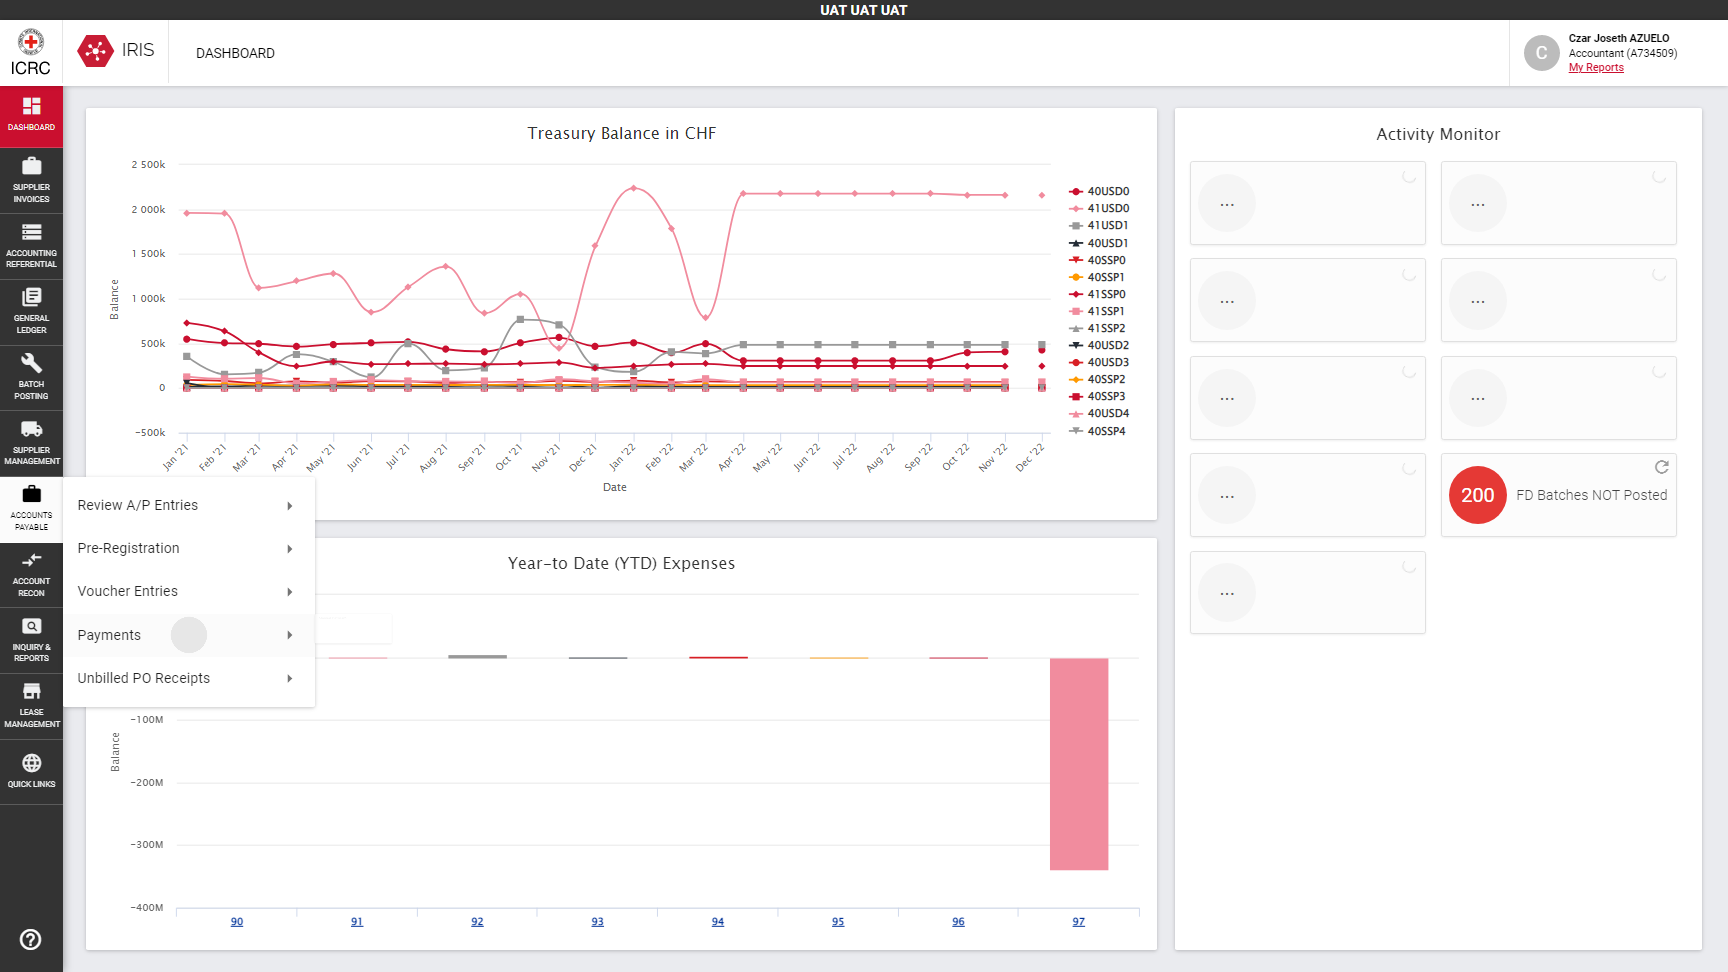 UAT UAT UAT
ICRC
IRIS
DASHBOARD
C
Czar Joseth AZUELO
Accountant (A734509)
My Reports
DASHBOARD
SUPPLIER
INVOICES
ACCOUNTING
REFERENTIAL
GENERAL
LEDGER
BATCH
POSTING
SUPPLIER
MANAGEMENT
ACCOUNTS
PAYABLE
ACCOUNT
RECON
INQUIRY &
REPORTS
LEASE
MANAGEMENT
QUICK LINKS
Review A/P Entries
Pre-Registration
Voucher Entries
Payments
Unbilled PO Receipts
Treasury Balance in CHF
Balance
2 500k
2 000k
1 500k
1 000k
500k
0
−500k
Jan '21
Feb '21
Mar '21
Apr '21
May '21
Jun '21
Jul '21
Aug '21
Sep '21
Oct '21
Nov '21
Dec '21
Jan '22
Feb '22
Mar '22
Apr '22
May '22
Jun '22
Jul '22
Aug '22
Sep '22
Oct '22
Nov '22
Dec '22
Date
40USD0
41USD0
41USD1
40USD1
40SSP0
40SSP1
41SSP0
41SSP1
41SSP2
40USD2
40USD3
40SSP2
40SSP3
40USD4
40SSP4
Year-to Date (YTD) Expenses
Balance
−100M
−200M
−300M
−400M
90
91
92
93
94
95
96
97
Activity Monitor
...
...
...
...
...
...
...
200
FD Batches NOT Posted
...